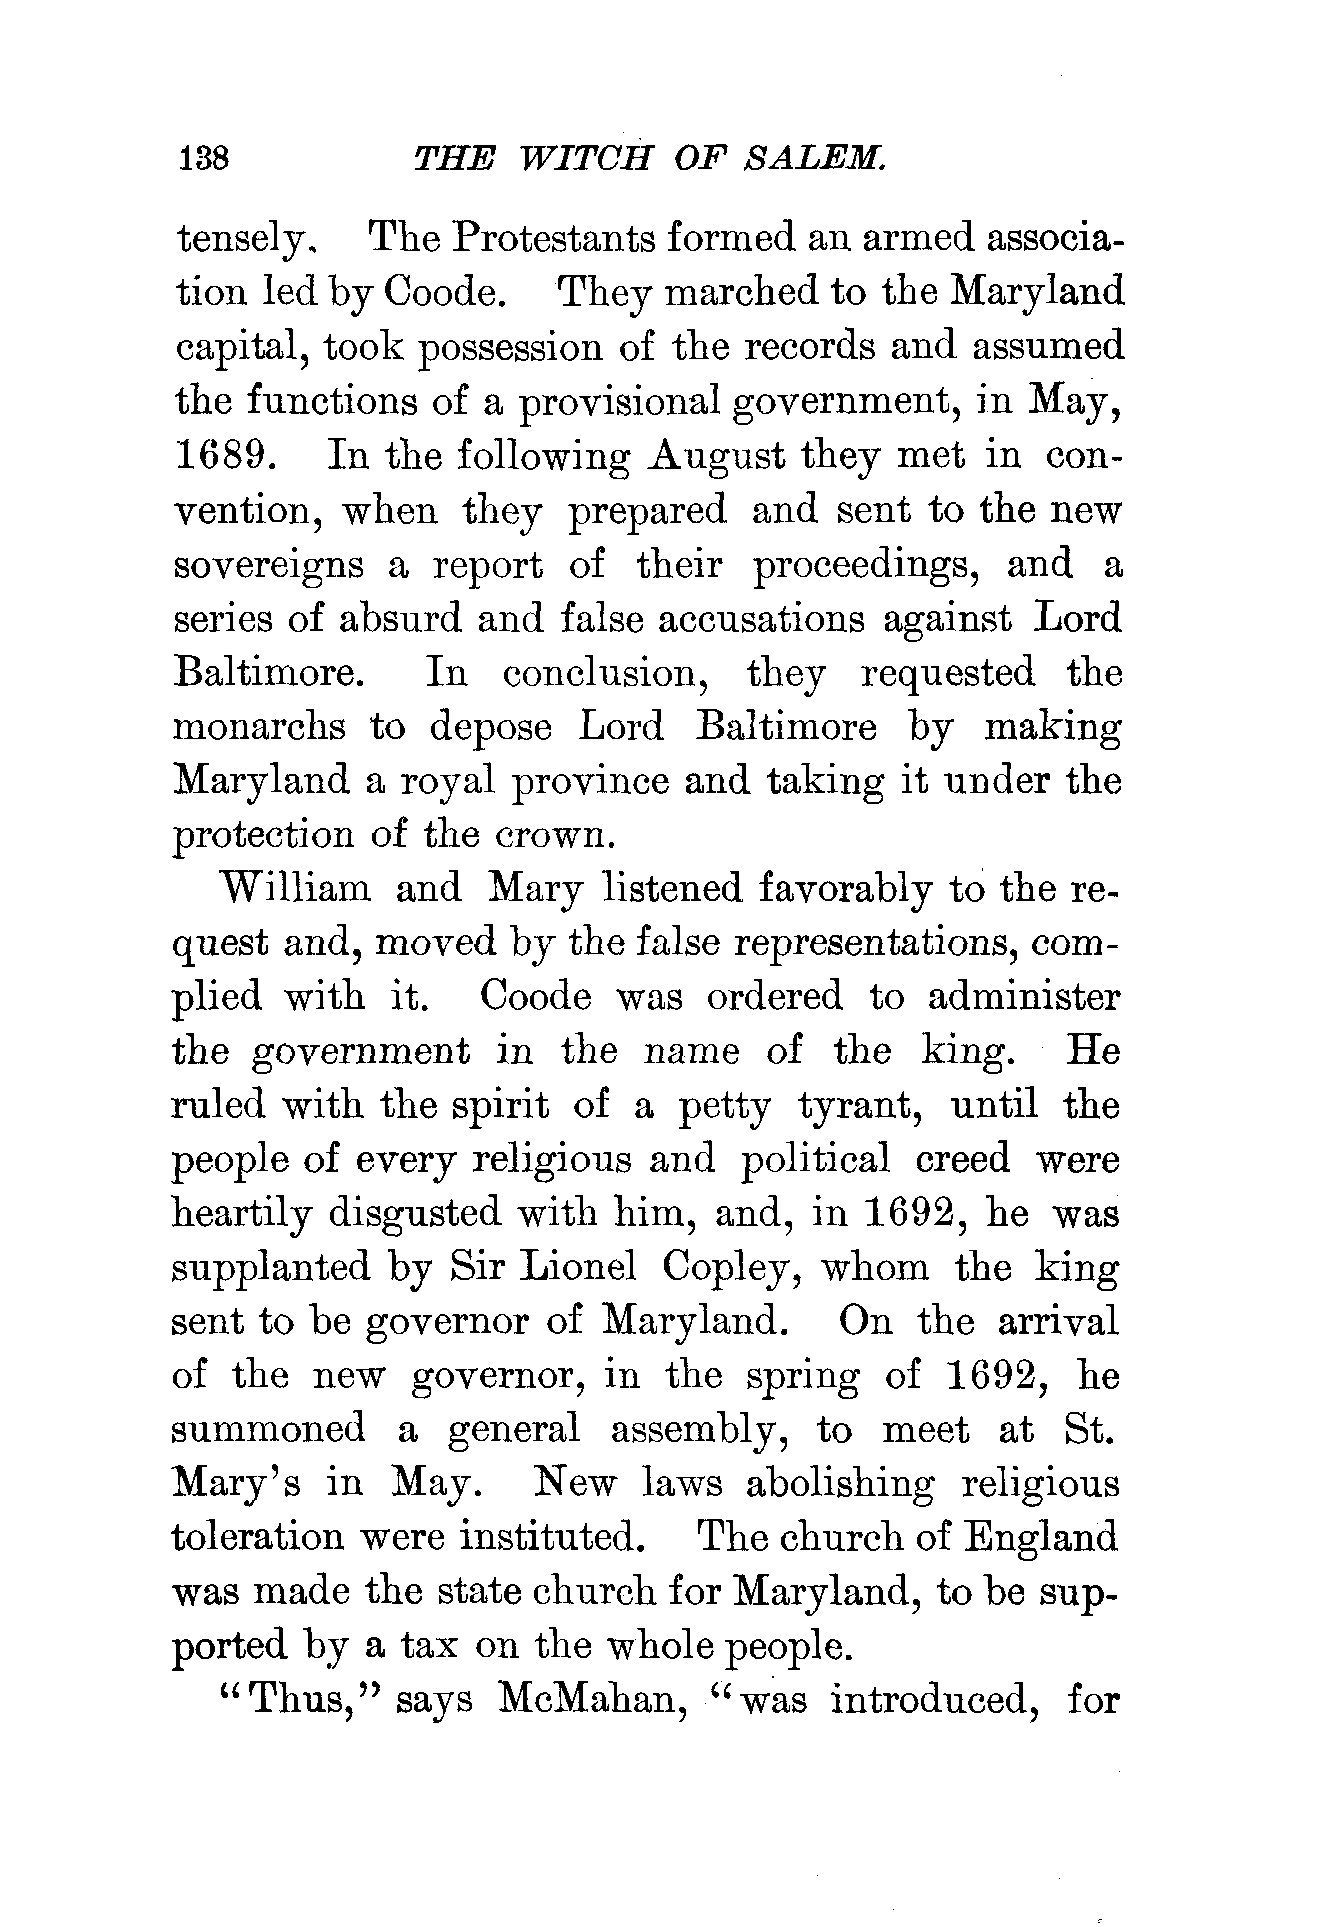 138 THE WITCH OF SALEM.
tensely. The Protestants formed an armed associa-
tion led by Coode. They marched to the Maryland
capital, took possession of the records and assumed
the functions of a provisional government, in May,
1689. In the following August they met in con-
vention, when they prepared and sent to the new
sovereigns a report of their proceedings, and a
series of absurd and false accusations against Lord
Baltimore. In conclusion, they requested the
monarchs to depose Lord Baltimore by making
Maryland a royal province and taking it under the
protection of the crown.
William and Mary listened favorably to the re-
quest and, moved by the false representations, com-
plied with it. Coode was ordered to administer
the government in the name of the king. He
ruled with the spirit of a petty tyrant, until the
people of every religious and political creed were
heartily disgusted with him, and, in 1692, he was
supplanted by Sir Lionel Copley, whom the king
sent to be governor of Maryland. On the arrival
of the new governor, in the spring of 1692, he
summoned a general assembly, to meet at St.
Mary's in May. New laws abolishing religious
toleration were instituted. The church of England
was made the state church for Maryland, to be sup-
ported by a tax on the whole people.
"Thus," says McMahan, "was introduced, for